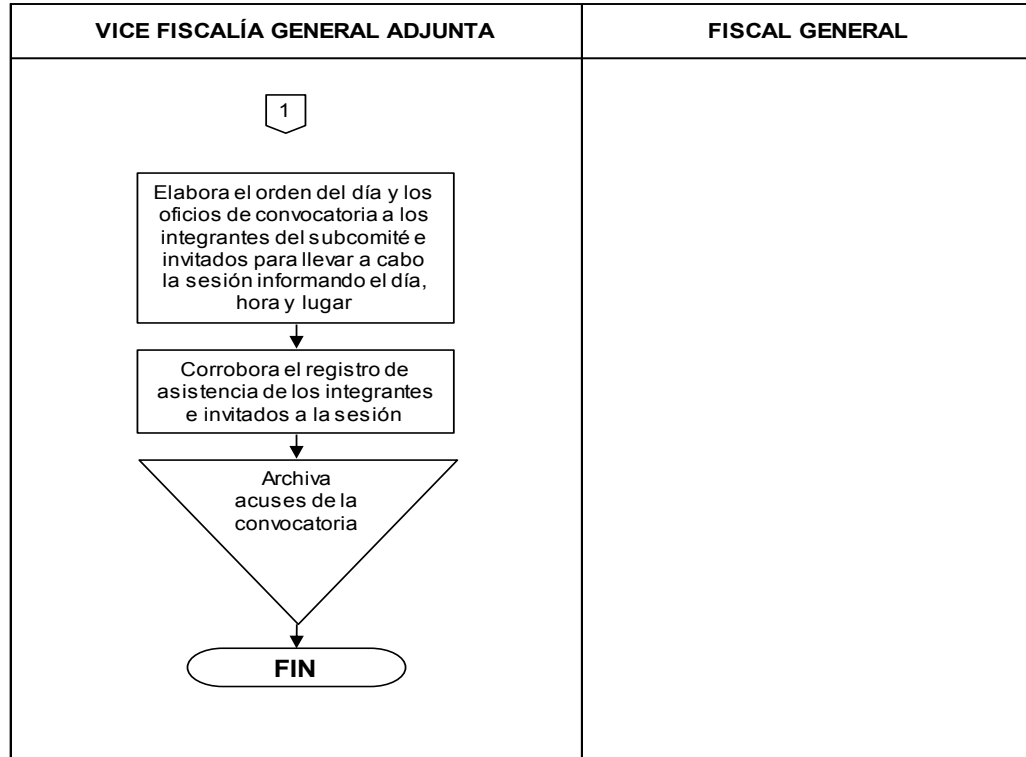 VICE FISCALÍA GENERAL ADJUNTA
FISCAL GENERAL
1
Elabora el orden del día y los
oficios de convocatoria a los
integrantes del subcomité e
invitados para llevar a cabo
la sesión informando el día,
hora y lugar
Corrobora el registro de
asistencia de los integrantes
e invitados a la sesión
Archiva
acuses de la
convocatoria
FIN